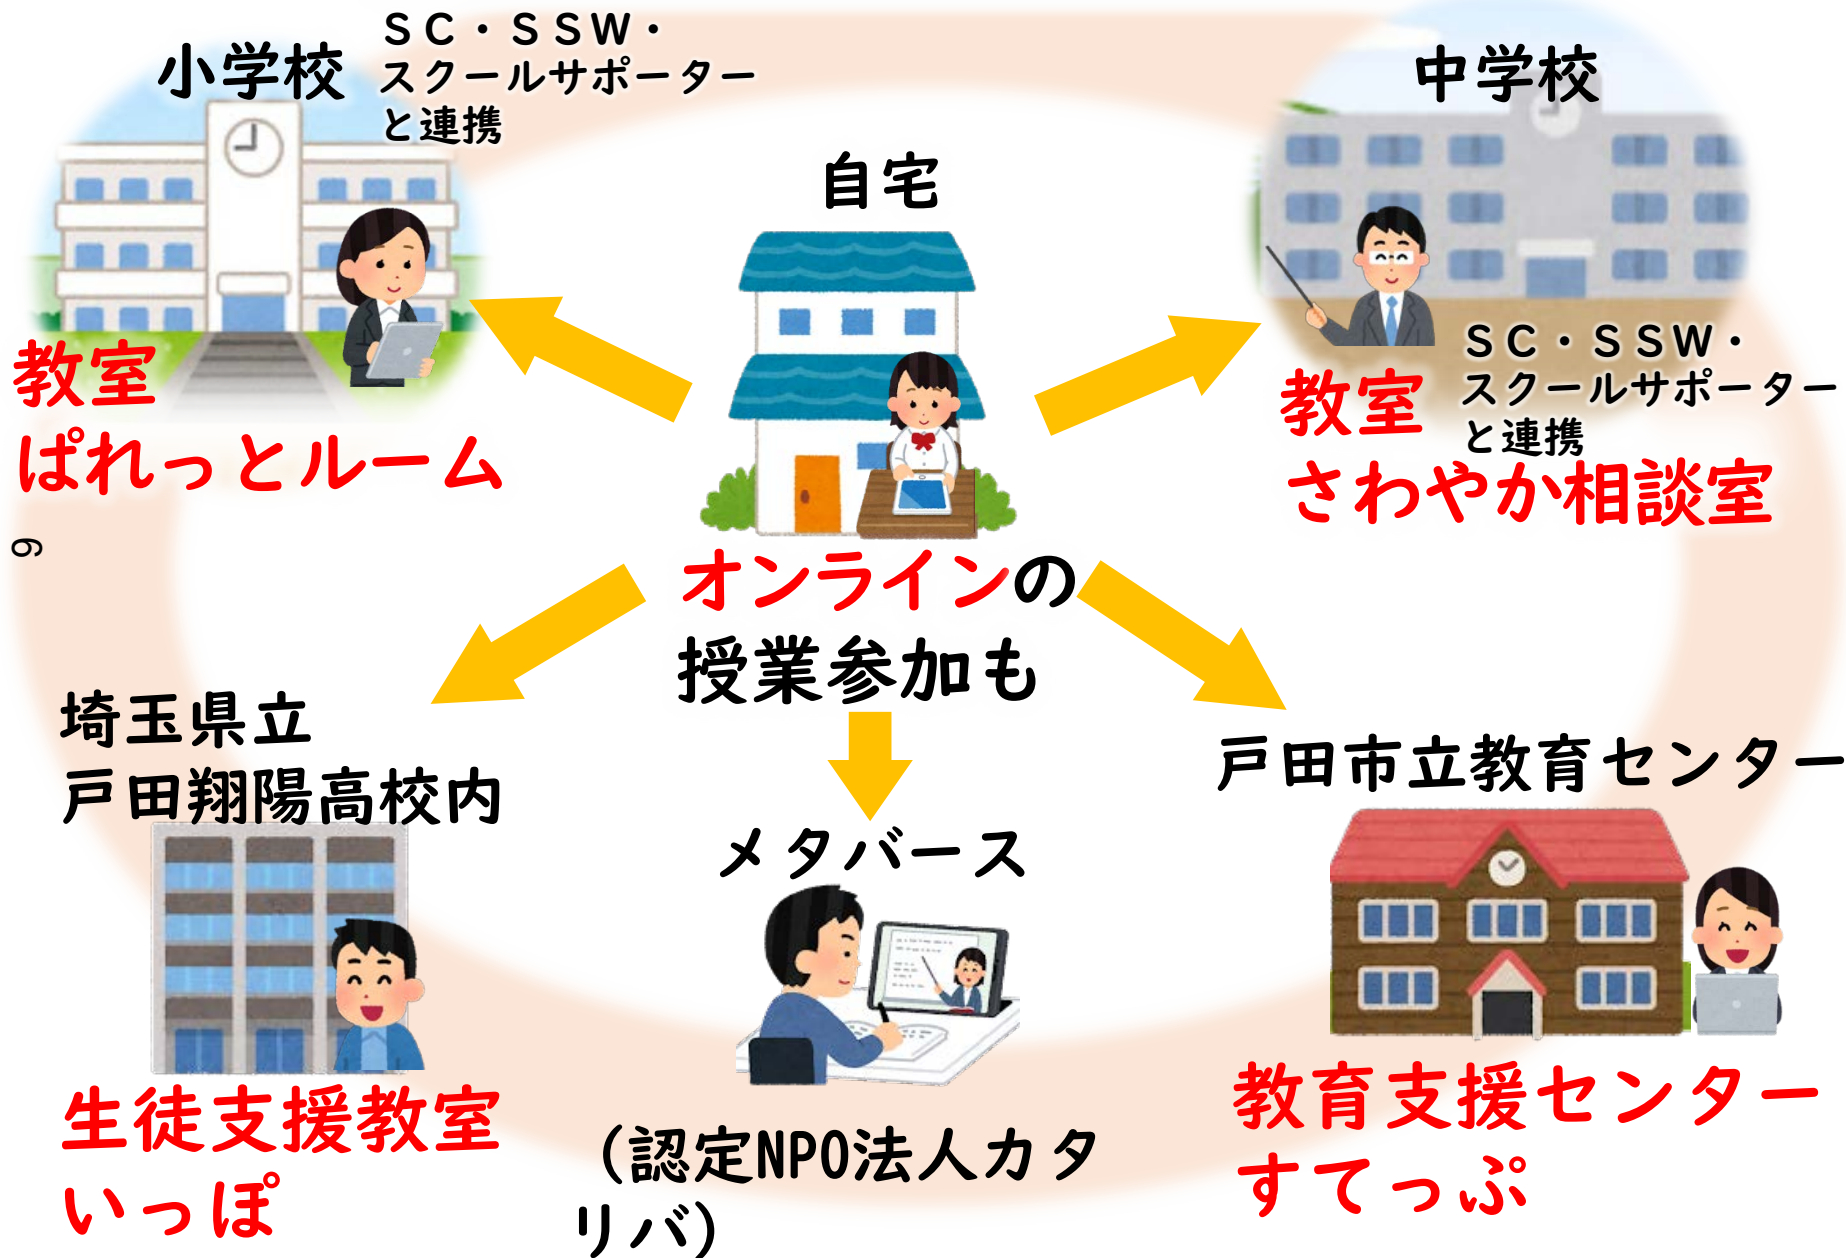 小学校
ＳＣ・ＳＳＷ・
スクールサポーター
と連携
教室
ぱれっとルーム
中学校
ＳＣ・ＳＳＷ・
スクールサポーター
と連携
教室
さわやか相談室
自宅
オンラインの
授業参加も
6
埼玉県立
戸田翔陽高校内
生徒支援教室
いっぽ
メタバース
（認定NPO法人カタ
リバ）
戸田市立教育センター
教育支援センター
すてっぷ